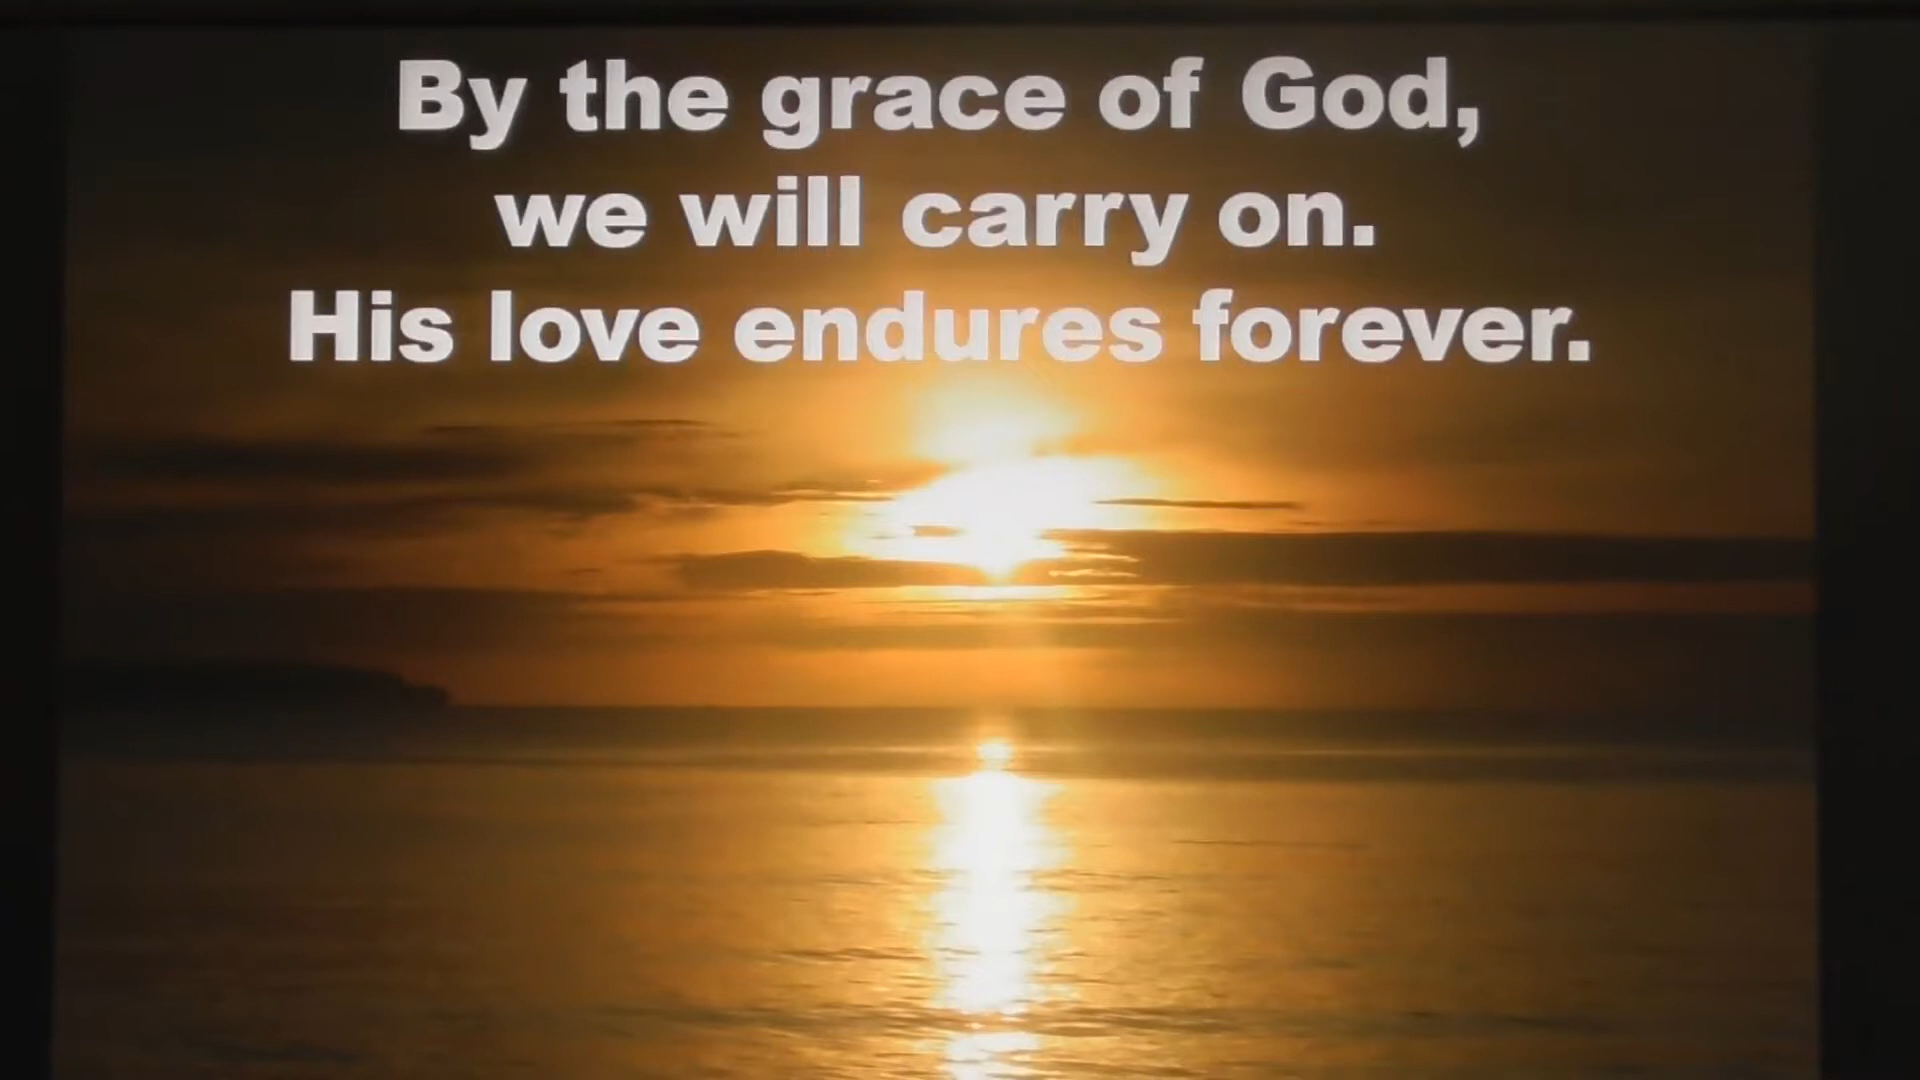 By the grace of God,
we will carry on.
His love endures forever.